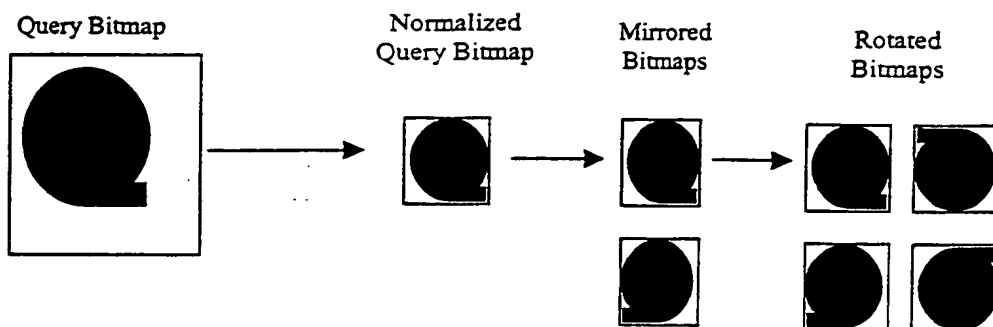 Query Bitmap
Normalized
Query Bitmap
Mirrored
Bitmaps
Rotated
Bitmaps